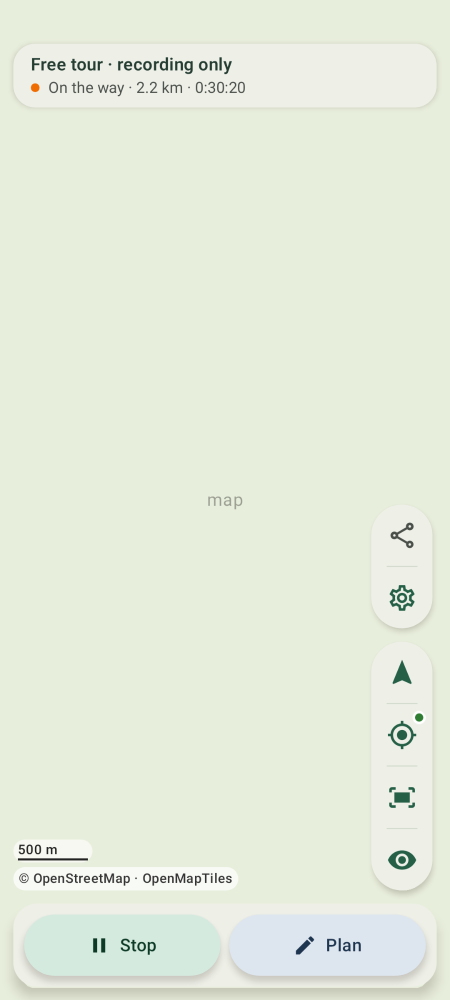 Free tour · recording only
On the way · 2.2 km · 0:30:20
map
500 m
© OpenStreetMap · OpenMapTiles
Stop
Plan